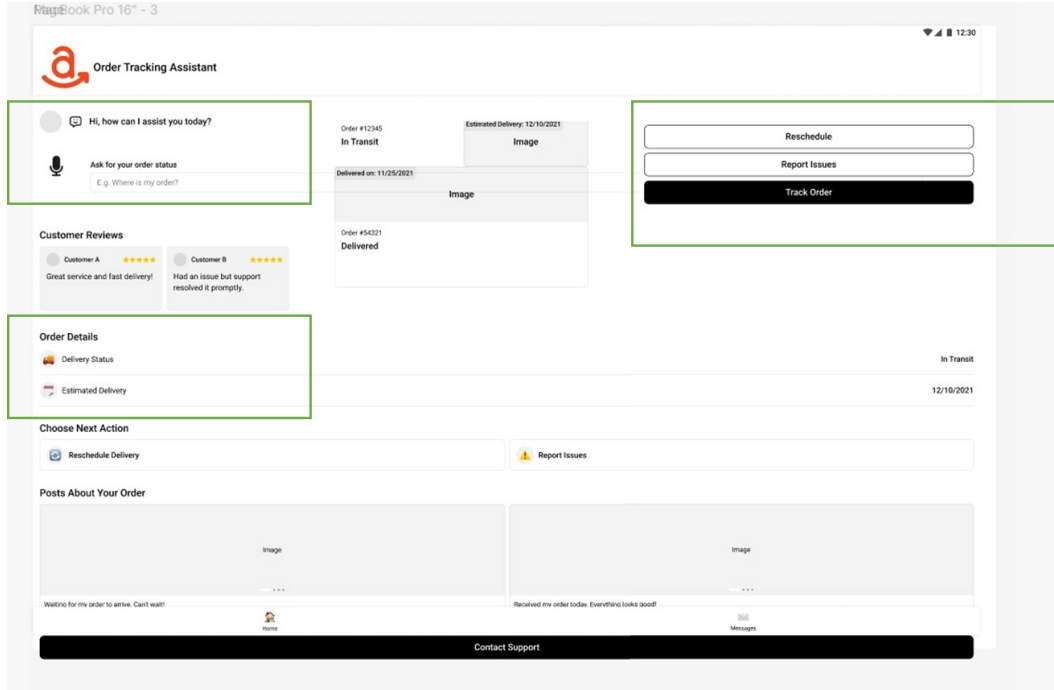 MacBook Pro 16" - 3
12:30
Order Tracking Assistant
Hi, how can I assist you today?
Ask for your order status
E.g. Where is my order?
Order #12345
In Transit
Estimated Delivery: 12/10/2021
Image
Delivered on: 11/25/2021
Image
Order #54321
Delivered
Reschedule
Report Issues
Track Order
Customer Reviews
Customer A
Great service and fast delivery!
Customer B
Had an issue but support
resolved it promptly.
Order Details
Delivery Status
In Transit
Estimated Delivery
12/10/2021
Choose Next Action
Reschedule Delivery
Report Issues
Posts About Your Order
Image
Image
Waiting for my order to arrive. Can't wait!
Received my order today. Everything looks good!
Home
Messages
Contact Support